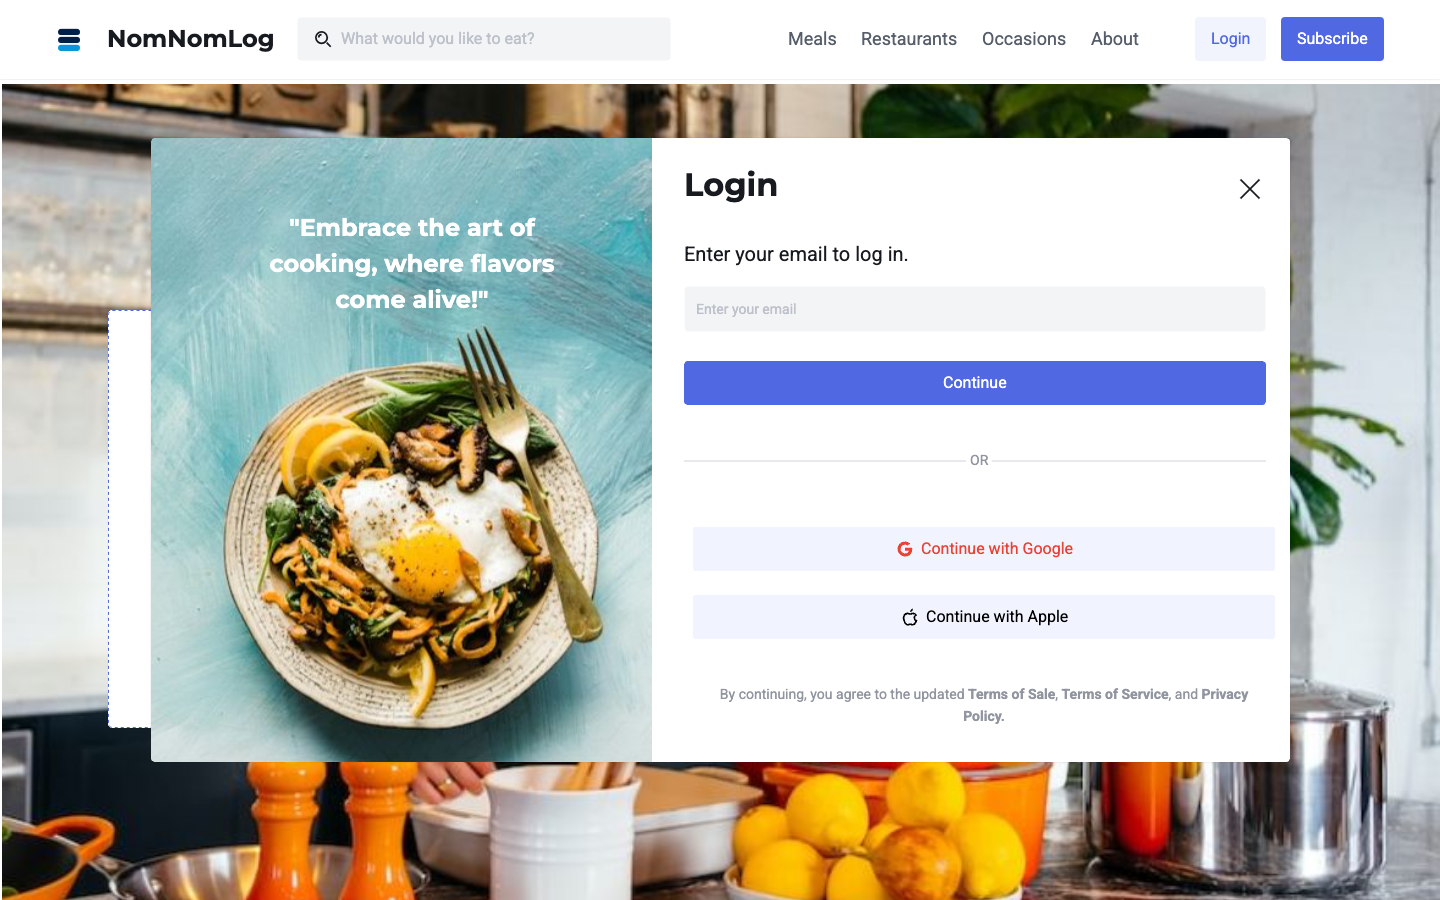 NomNomLog
What would you like to eat?
Meals
Restaurants
Occasions
About
Login
Subscribe
"Embrace the art of
cooking, where flavors
come alive!"
Login
Enter your email to log in.
Enter your email
Continue
OR
Continue with Google
Continue with Apple
By continuing, you agree to the updated Terms of Sale, Terms of Service, and Privacy
Policy.